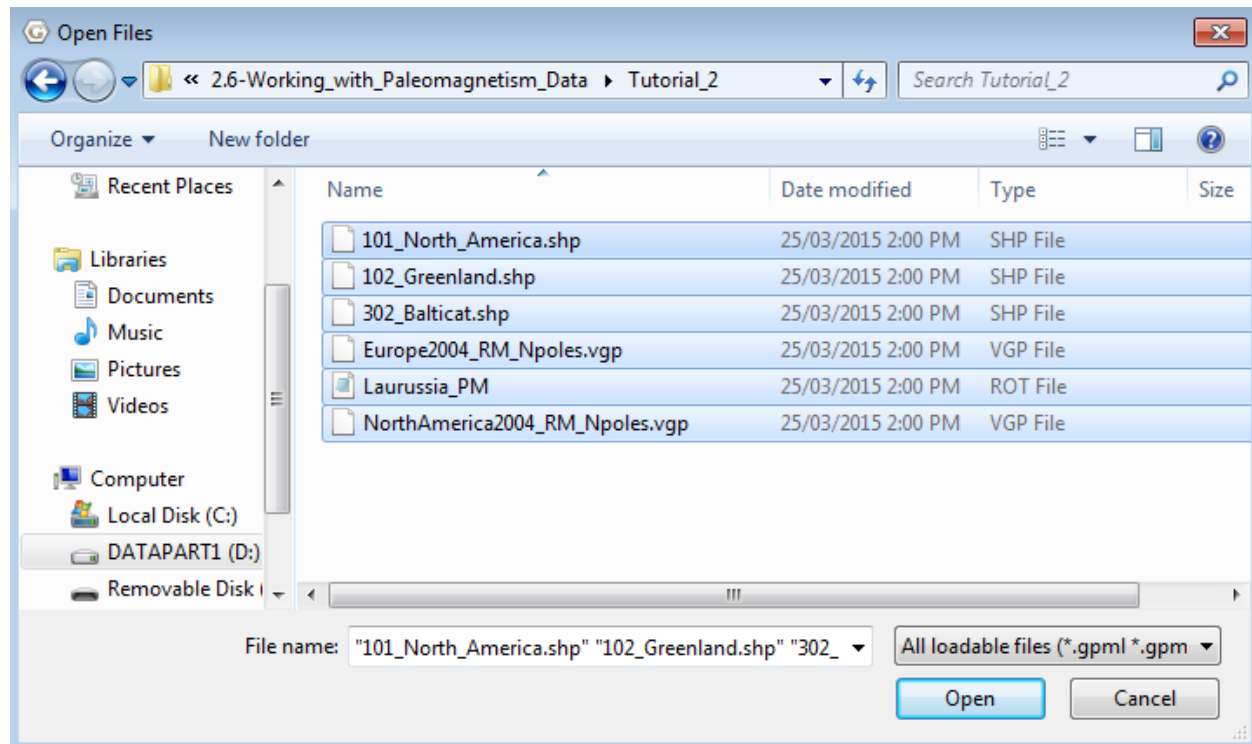 Open Files
« 2.6-Working_with_Paleomagnetism_Data ▸ Tutorial_2
Search Tutorial_2
Organize New folder
Recent Places
Libraries
Documents
Music
Pictures
Videos
Computer
Local Disk (C:)
DATAPART1 (D:)
Removable Disk (
Name Date modified Type Size
101_North_America.shp 25/03/2015 2:00 PM SHP File
102_Greenland.shp 25/03/2015 2:00 PM SHP File
302_Balticat.shp 25/03/2015 2:00 PM SHP File
Europe2004_RM_Npoles.vgp 25/03/2015 2:00 PM VGP File
Laurussia_PM 25/03/2015 2:00 PM ROT File
NorthAmerica2004_RM_Npoles.vgp 25/03/2015 2:00 PM VGP File
File name: "101_North_America.shp" "102_Greenland.shp" "302_ All loadable files (*.gpml *.gpm
Open Cancel